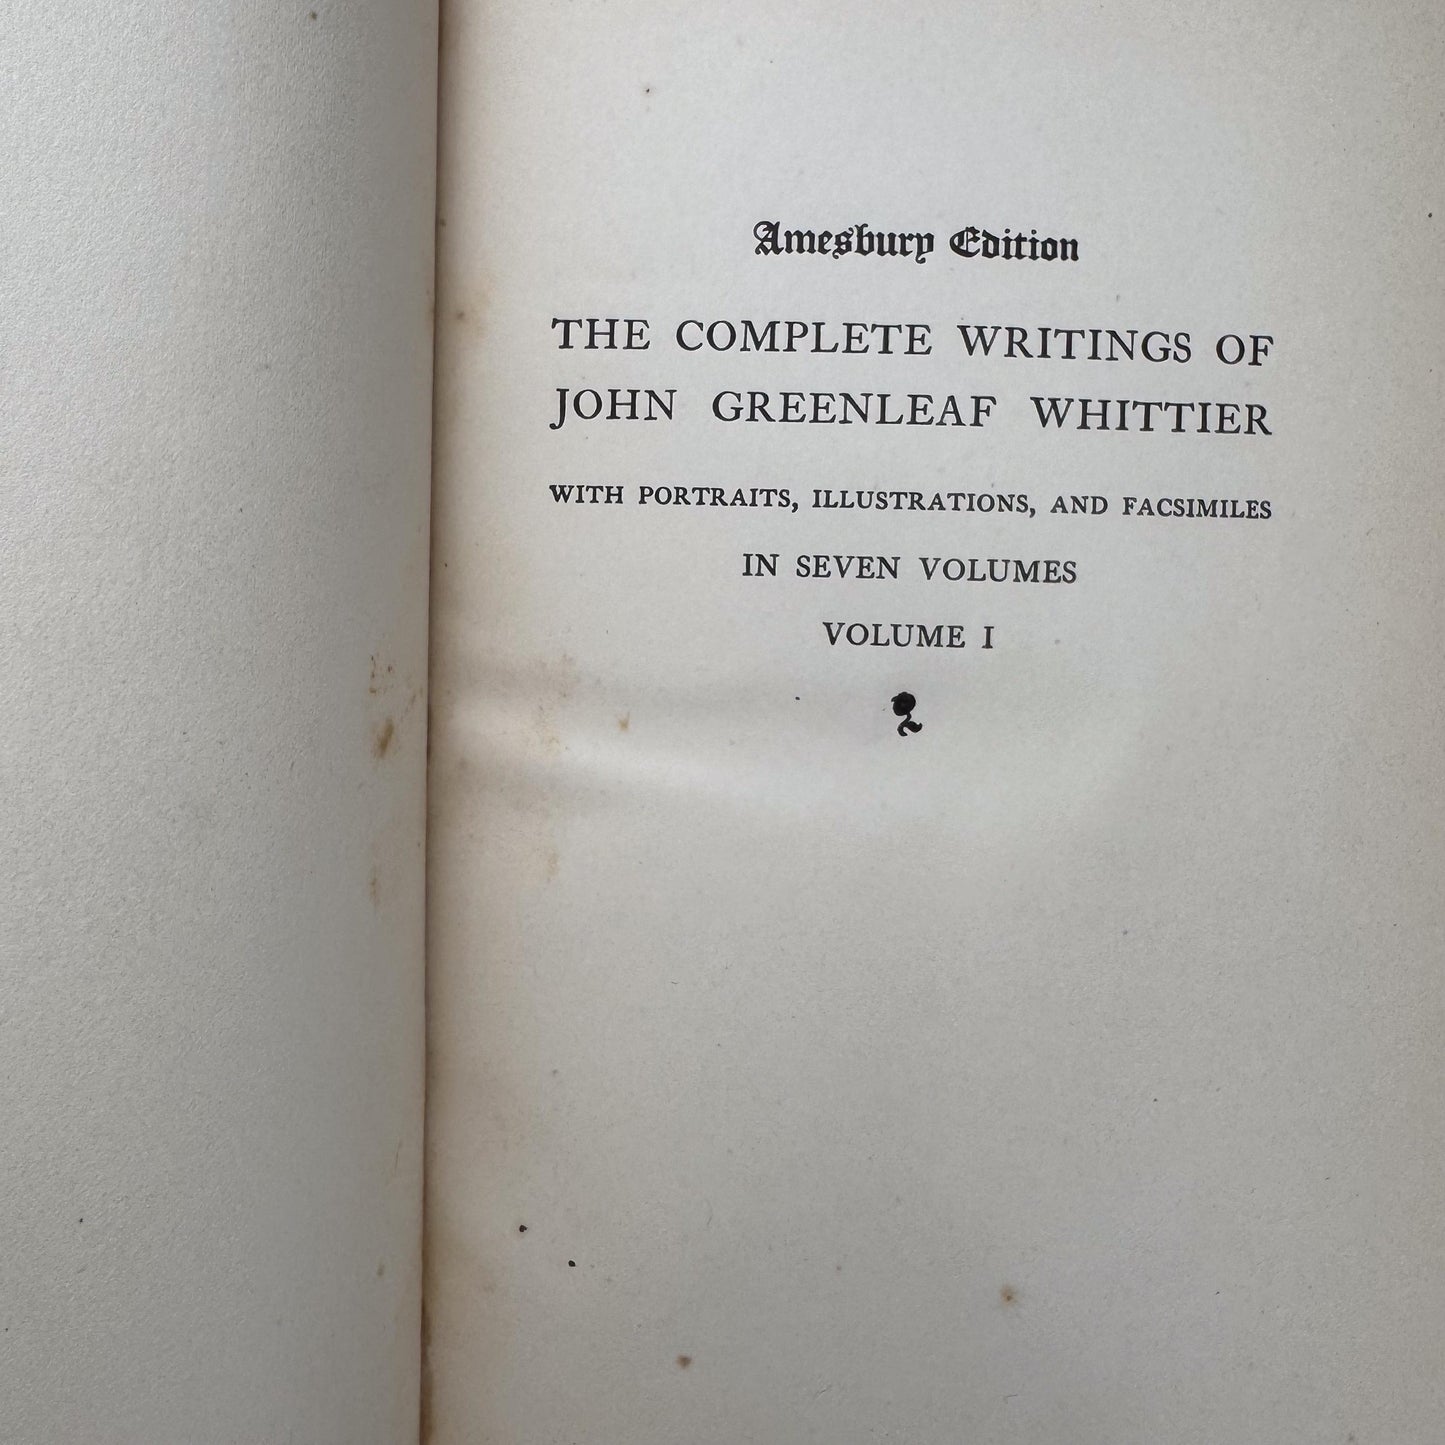 Amesbury Edition
THE COMPLETE WRITINGS OF
JOHN GREENLEAF WHITTIER
WITH PORTRAITS, ILLUSTRATIONS, AND FACSIMILES
IN SEVEN VOLUMES
VOLUME I